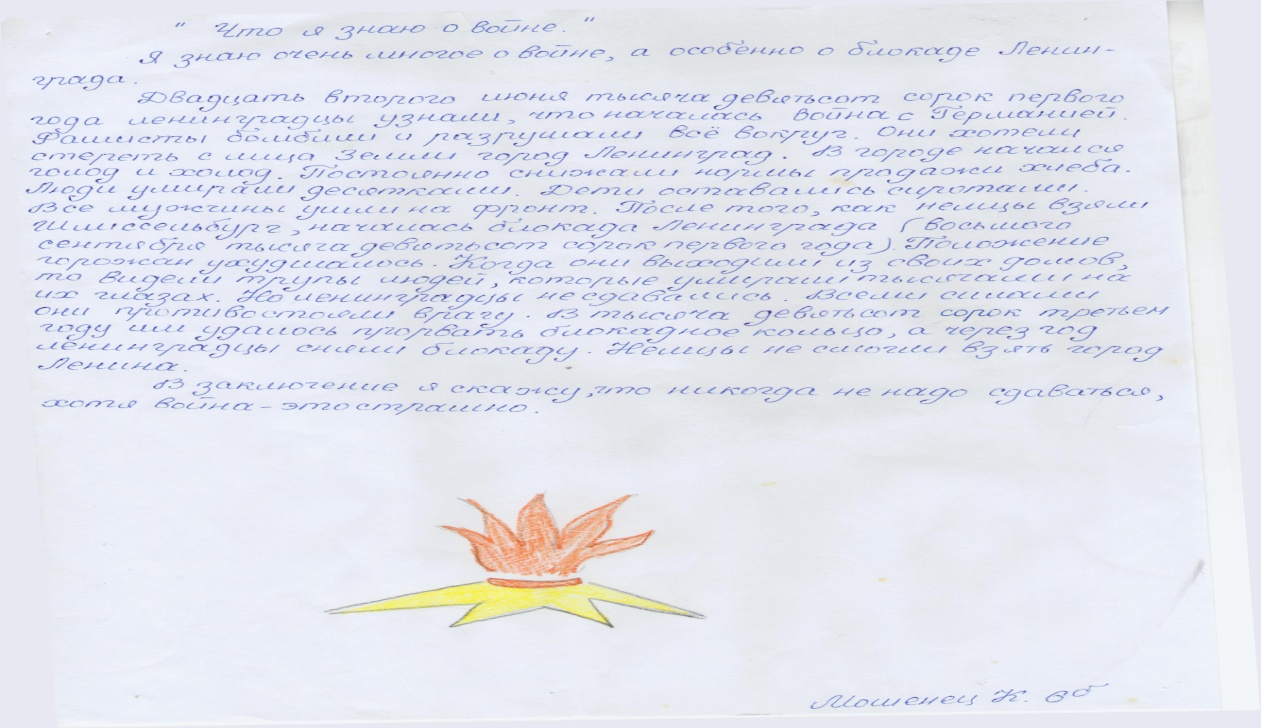 " Что я знаю о войне. "
Я знаю очень многое о войне, а особенно о блокаде Ленин-
града.
Двадцать второго июня тысяча девятьсот сорок первого
года ленинградцы узнали, что началась война с Германией.
Фашисты бомбили и разрушали всё вокруг. Они хотели
стереть с лица Земли город Ленинград. В городе начался
голод и холод. Постоянно снижали нормы продажи хлеба.
Люди умирали десятками. Дети оставались сиротами.
Все мужчины ушли на фронт. После того, как немцы взяли
Шлиссельбург, началась блокада Ленинграда (восьмого
сентября тысяча девятьсот сорок первого года). Положение
горожан ухудшалось. Когда они выходили из своих домов,
то видели трупы людей, которые умирали тысячами на
их глазах. Но ленинградцы не сдавались. Всеми силами
они противостояли врагу. В тысяча девятьсот сорок третьем
году им удалось прорвать блокадное кольцо, а через год
ленинградцы сняли блокаду. Немцы не смогли взять город
Ленина.
В заключение я скажу, что никогда не надо сдаваться,
хотя война - это страшно.
Мошенец К. 6б